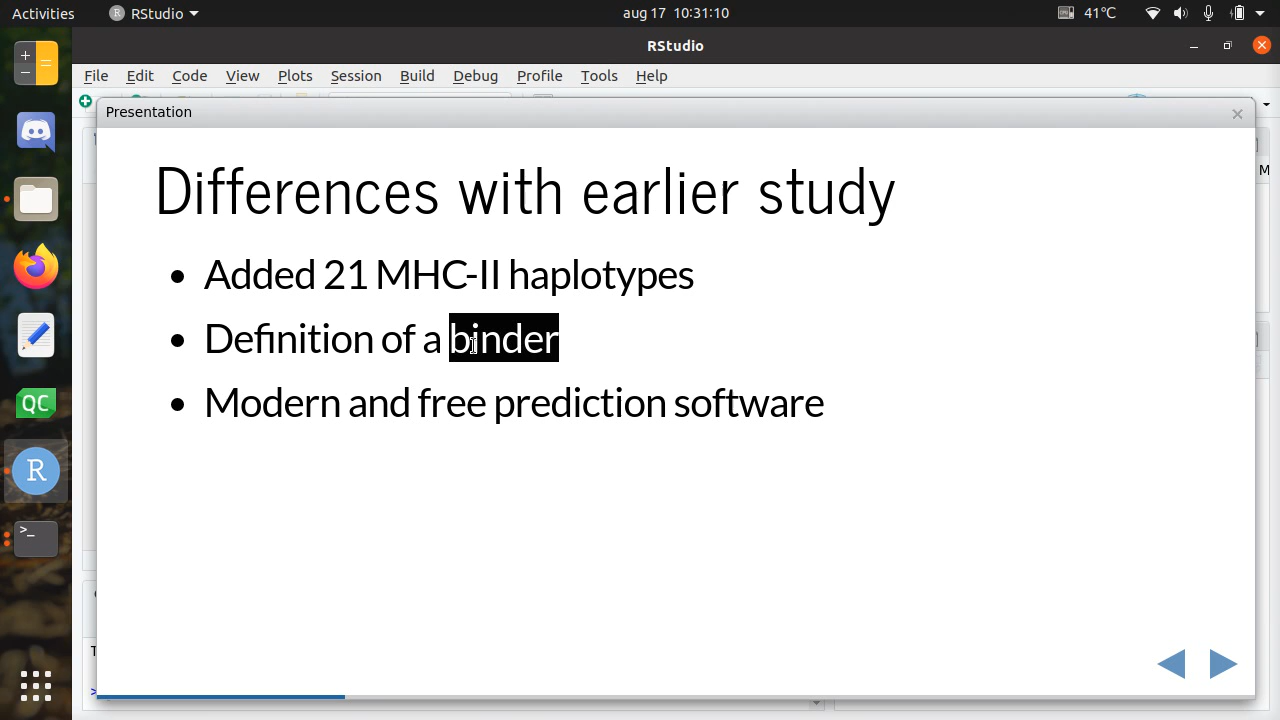 Activities
RStudio
aug 17 10:31:10
41°C
RStudio
File Edit Code View Plots Session Build Debug Profile Tools Help
Presentation
M
Differences with earlier study
• Added 21 MHC-II haplotypes
• Definition of a binder
• Modern and free prediction software
QC
R
>_
T
>